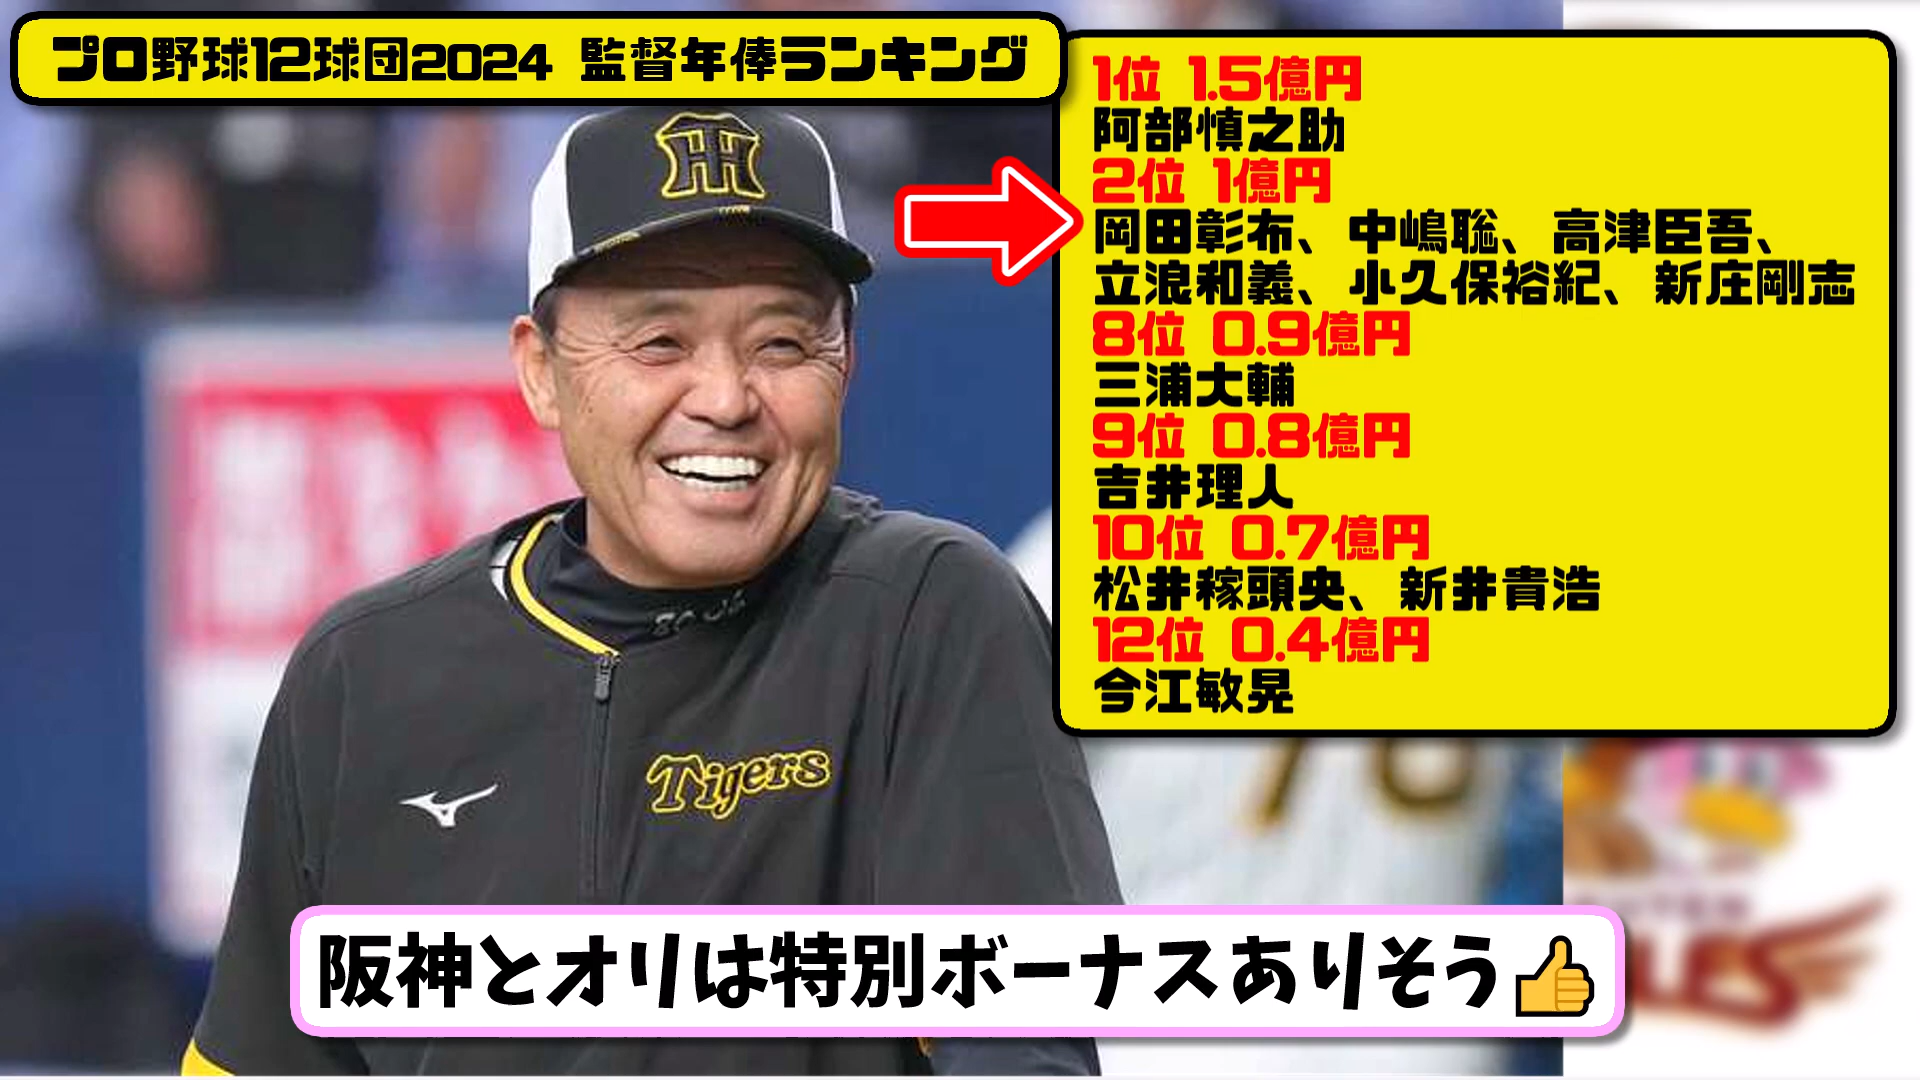 プロ野球12球団2024 監督年俸ランキング
1位 1.5億円
阿部慎之助
2位 1億円
岡田彰布、中嶋聡、高津臣吾、
立浪和義、小久保裕紀、新庄剛志
8位 0.9億円
三浦大輔
9位 0.8億円
吉井理人
10位 0.7億円
松井稼頭央、新井貴浩
12位 0.4億円
今江敏晃
Tigers
阪神とオリは特別ボーナスありそう👍